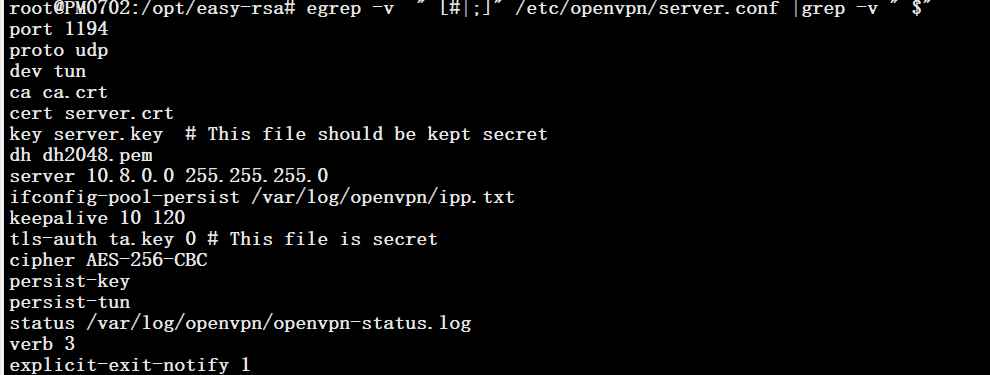 root@PM0702:/opt/easy-rsa# egrep -v " [#|;]" /etc/openvpn/server.conf |grep -v " $"
port 1194
proto udp
dev tun
ca ca.crt
cert server.crt
key server.key  # This file should be kept secret
dh dh2048.pem
server 10.8.0.0 255.255.255.0
ifconfig-pool-persist /var/log/openvpn/ipp.txt
keepalive 10 120
tls-auth ta.key 0 # This file is secret
cipher AES-256-CBC
persist-key
persist-tun
status /var/log/openvpn/openvpn-status.log
verb 3
explicit-exit-notify 1